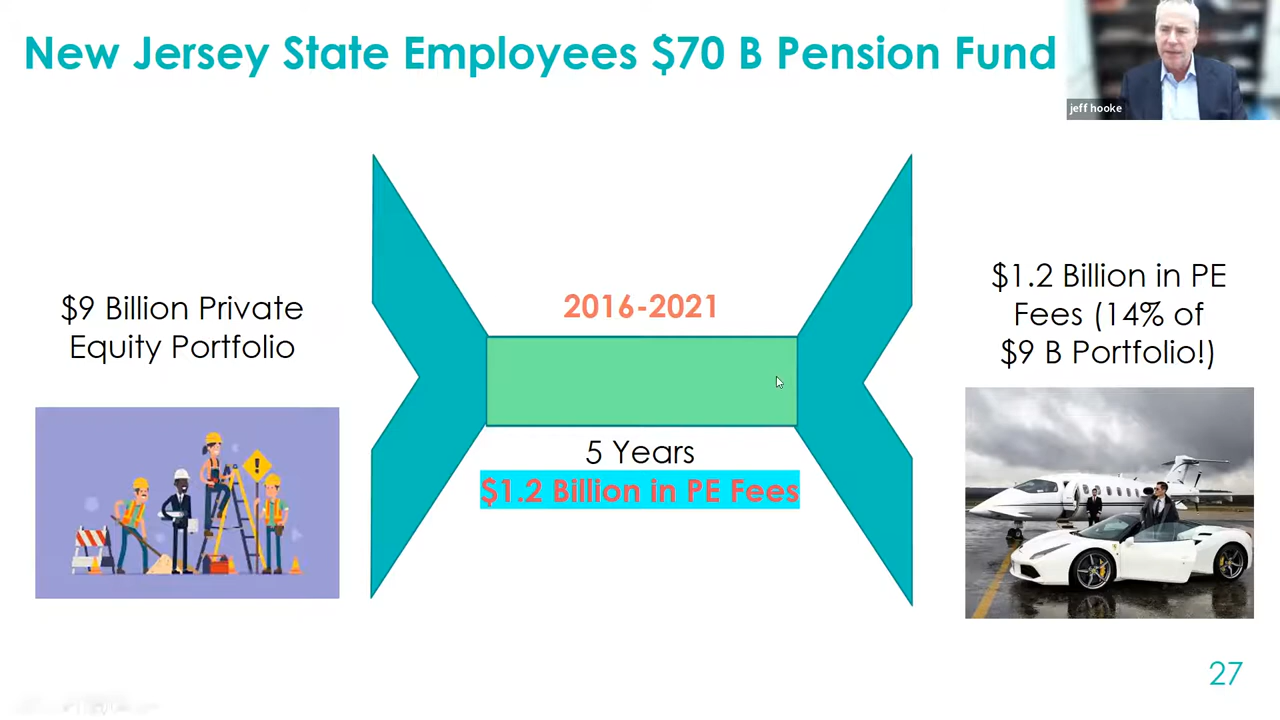 New Jersey State Employees $70 B Pension Fund
jeff hooke
$9 Billion Private
Equity Portfolio
2016-2021
5 Years
$1.2 Billion in PE Fees
$1.2 Billion in PE
Fees (14% of
$9 B Portfolio!)
27